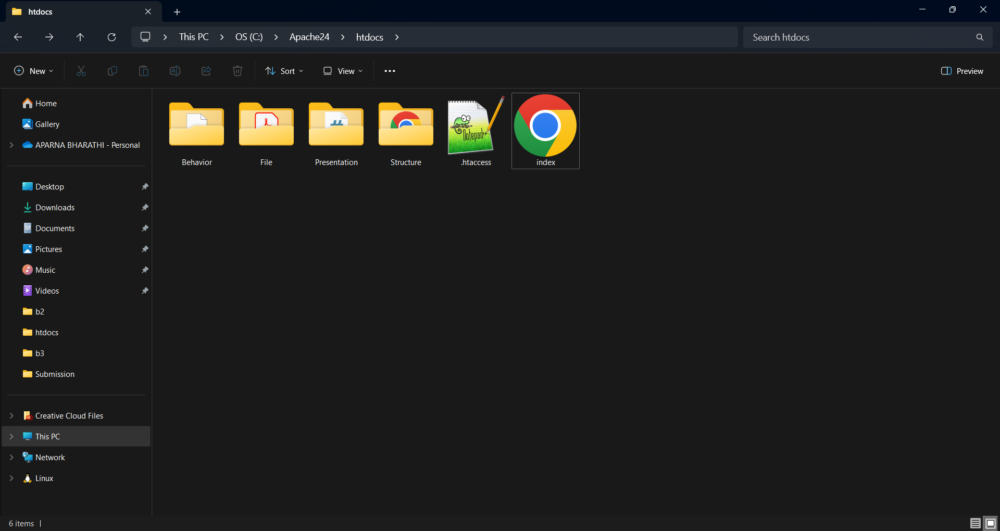 htdocs
This PC > OS (C:) > Apache24 > htdocs >
Search htdocs
New
Sort
View
Preview
Home
Gallery
APARNA BHARATHI - Personal
Desktop
Downloads
Documents
Pictures
Music
Videos
b2
htdocs
b3
Submission
Creative Cloud Files
This PC
Network
Linux
Behavior
File
#
Presentation
Structure
Notepad++
.htaccess
index
6 items